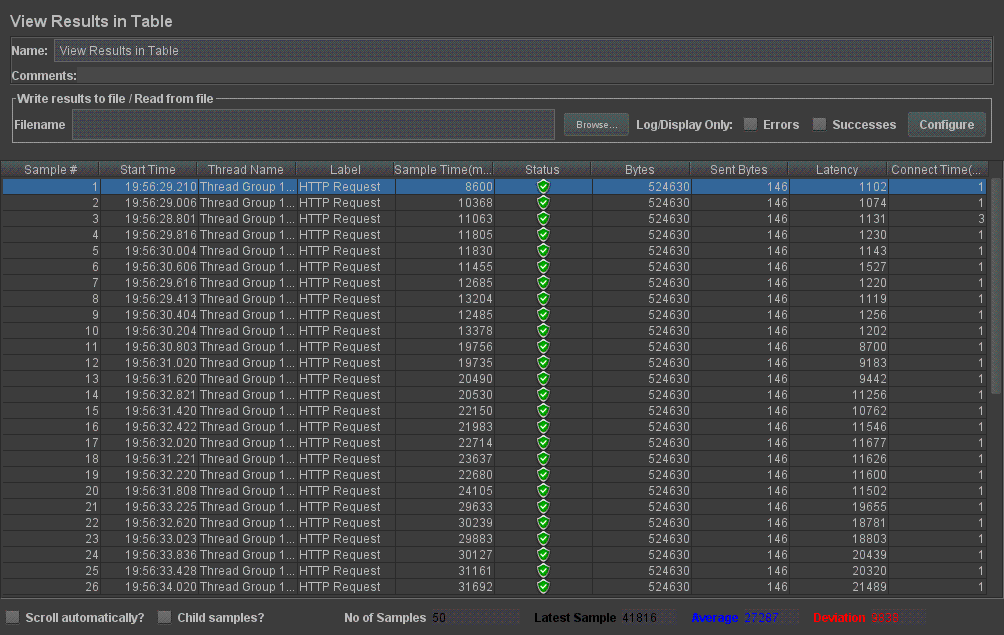 View Results in Table
Name: View Results in Table
Comments:
Write results to file / Read from file
Filename Browse... Log/Display Only: Errors Successes Configure
Sample # Start Time Thread Name Label Sample Time(m... Status Bytes Sent Bytes Latency Connect Time(...
1 19:56:29.210 Thread Group 1... HTTP Request 8600 524630 146 1102 1
2 19:56:29.006 Thread Group 1... HTTP Request 10368 524630 146 1074 1
3 19:56:28.801 Thread Group 1... HTTP Request 11063 524630 146 1131 3
4 19:56:29.816 Thread Group 1... HTTP Request 11805 524630 146 1230 1
5 19:56:30.004 Thread Group 1... HTTP Request 11830 524630 146 1143 1
6 19:56:30.606 Thread Group 1... HTTP Request 11455 524630 146 1527 1
7 19:56:29.616 Thread Group 1... HTTP Request 12685 524630 146 1220 1
8 19:56:29.413 Thread Group 1... HTTP Request 13204 524630 146 1119 1
9 19:56:30.404 Thread Group 1... HTTP Request 12485 524630 146 1256 1
10 19:56:30.204 Thread Group 1... HTTP Request 13378 524630 146 1202 1
11 19:56:30.803 Thread Group 1... HTTP Request 19756 524630 146 8700 1
12 19:56:31.020 Thread Group 1... HTTP Request 19735 524630 146 9183 1
13 19:56:31.620 Thread Group 1... HTTP Request 20490 524630 146 9442 1
14 19:56:32.821 Thread Group 1... HTTP Request 20530 524630 146 11256 1
15 19:56:31.420 Thread Group 1... HTTP Request 22150 524630 146 10762 1
16 19:56:32.422 Thread Group 1... HTTP Request 21983 524630 146 11546 1
17 19:56:32.020 Thread Group 1... HTTP Request 22714 524630 146 11677 1
18 19:56:31.221 Thread Group 1... HTTP Request 23637 524630 146 11626 1
19 19:56:32.220 Thread Group 1... HTTP Request 22680 524630 146 11600 1
20 19:56:31.808 Thread Group 1... HTTP Request 24105 524630 146 11502 1
21 19:56:33.225 Thread Group 1... HTTP Request 29633 524630 146 19655 1
22 19:56:32.620 Thread Group 1... HTTP Request 30239 524630 146 18781 1
23 19:56:33.023 Thread Group 1... HTTP Request 29883 524630 146 18803 1
24 19:56:33.836 Thread Group 1... HTTP Request 30127 524630 146 20439 1
25 19:56:33.428 Thread Group 1... HTTP Request 31161 524630 146 20320 1
26 19:56:34.020 Thread Group 1... HTTP Request 31692 524630 146 21489 1
Scroll automatically? Child samples? No of Samples 50 Latest Sample 41816 Average Deviation